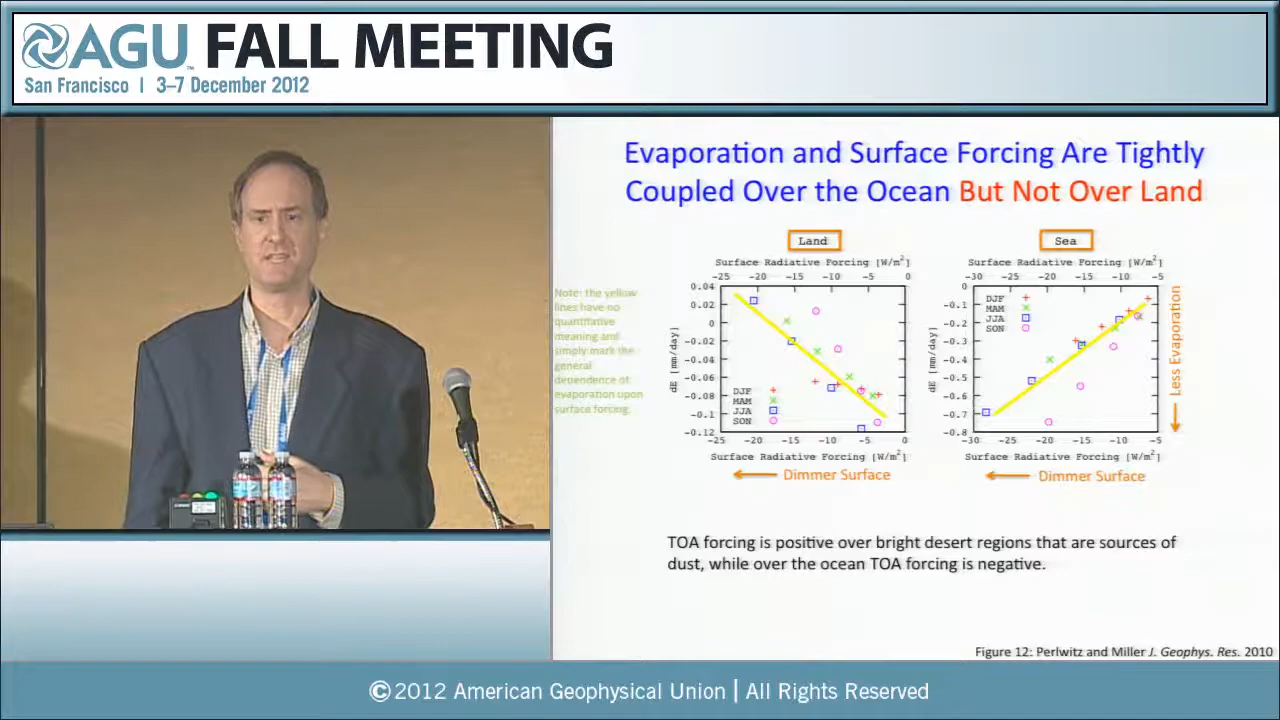 AGU FALL MEETING
San Francisco | 3–7 December 2012
Evaporation and Surface Forcing Are Tightly
Coupled Over the Ocean But Not Over Land
Note: the yellow
lines have no
quantitative
meaning and
simply mark the
general
dependence of
evaporation upon
surface forcing.
Land
Surface Radiative Forcing [W/m²]
−25 −20 −15 −10 −5 0
0.04
0.02
0
−0.02
−0.04
−0.06
−0.08
−0.1
−0.12
dE [mm/day]
DJF
MAM
JJA
SON
−25 −20 −15 −10 −5 0
Surface Radiative Forcing [W/m²]
Dimmer Surface
Sea
Surface Radiative Forcing [W/m²]
−30 −25 −20 −15 −10 −5
0
−0.1
−0.2
−0.3
−0.4
−0.5
−0.6
−0.7
−0.8
dE [mm/day]
DJF
MAM
JJA
SON
−30 −25 −20 −15 −10 −5
Surface Radiative Forcing [W/m²]
Dimmer Surface
Less Evaporation
TOA forcing is positive over bright desert regions that are sources of
dust, while over the ocean TOA forcing is negative.
Figure 12: Perlwitz and Miller J. Geophys. Res. 2010
©2012 American Geophysical Union | All Rights Reserved